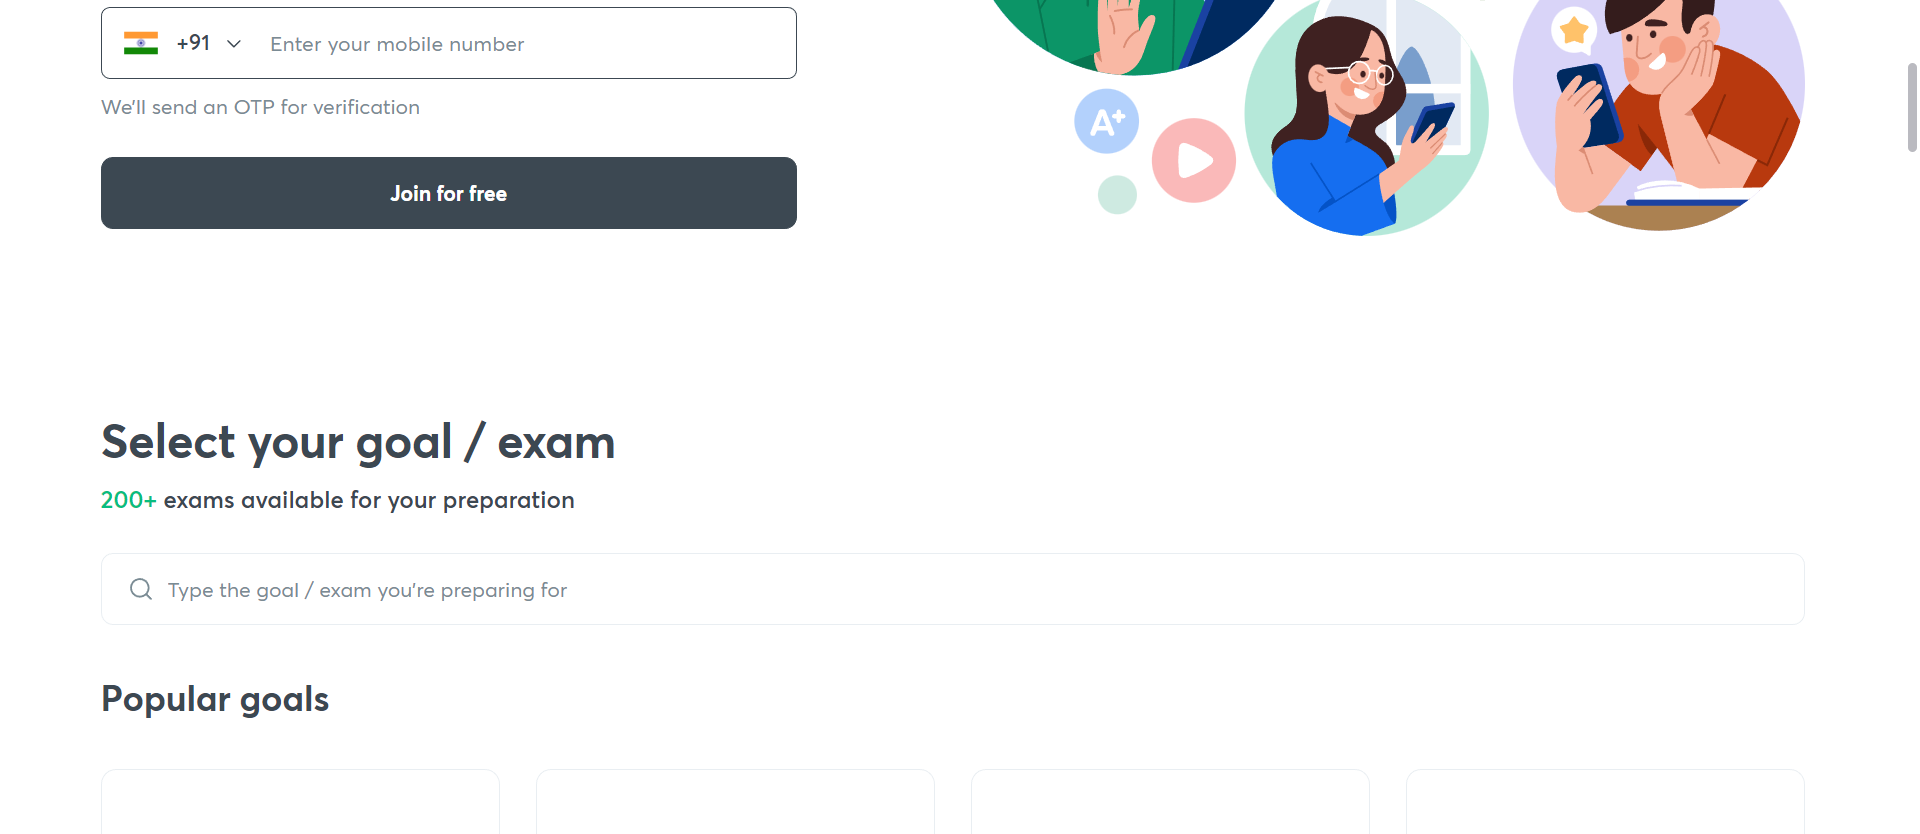 +91 Enter your mobile number
We'll send an OTP for verification
Join for free
A+
Select your goal / exam
200+ exams available for your preparation
Type the goal / exam you're preparing for
Popular goals